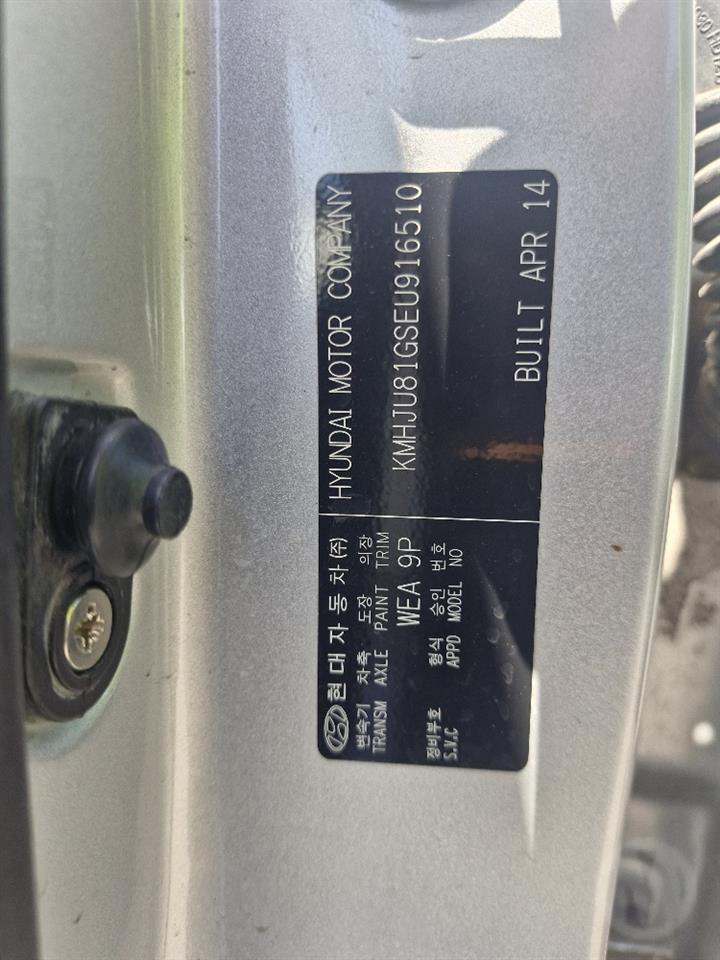 현대자동차(주) HYUNDAI MOTOR COMPANY
변속기 차축 도장 의장
TRANSM AXLE PAINT TRIM
WEA 9P KMHJU81GSEU916510
정비부호 형식 승인 번호
S.V.C APPD MODEL NO
BUILT APR 14